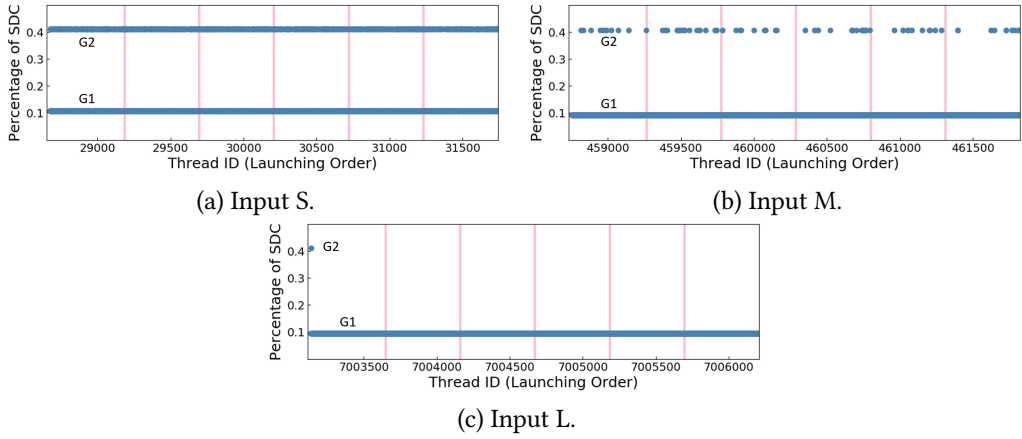 Percentage of SDC
0.4
0.3
0.2
0.1
G2
G1
29000 29500 30000 30500 31000 31500
Thread ID (Launching Order)
(a) Input S.
Percentage of SDC
0.4
0.3
0.2
0.1
G2
G1
459000 459500 460000 460500 461000 461500
Thread ID (Launching Order)
(b) Input M.
Percentage of SDC
0.4
0.3
0.2
0.1
G2
G1
7003500 7004000 7004500 7005000 7005500 7006000
Thread ID (Launching Order)
(c) Input L.